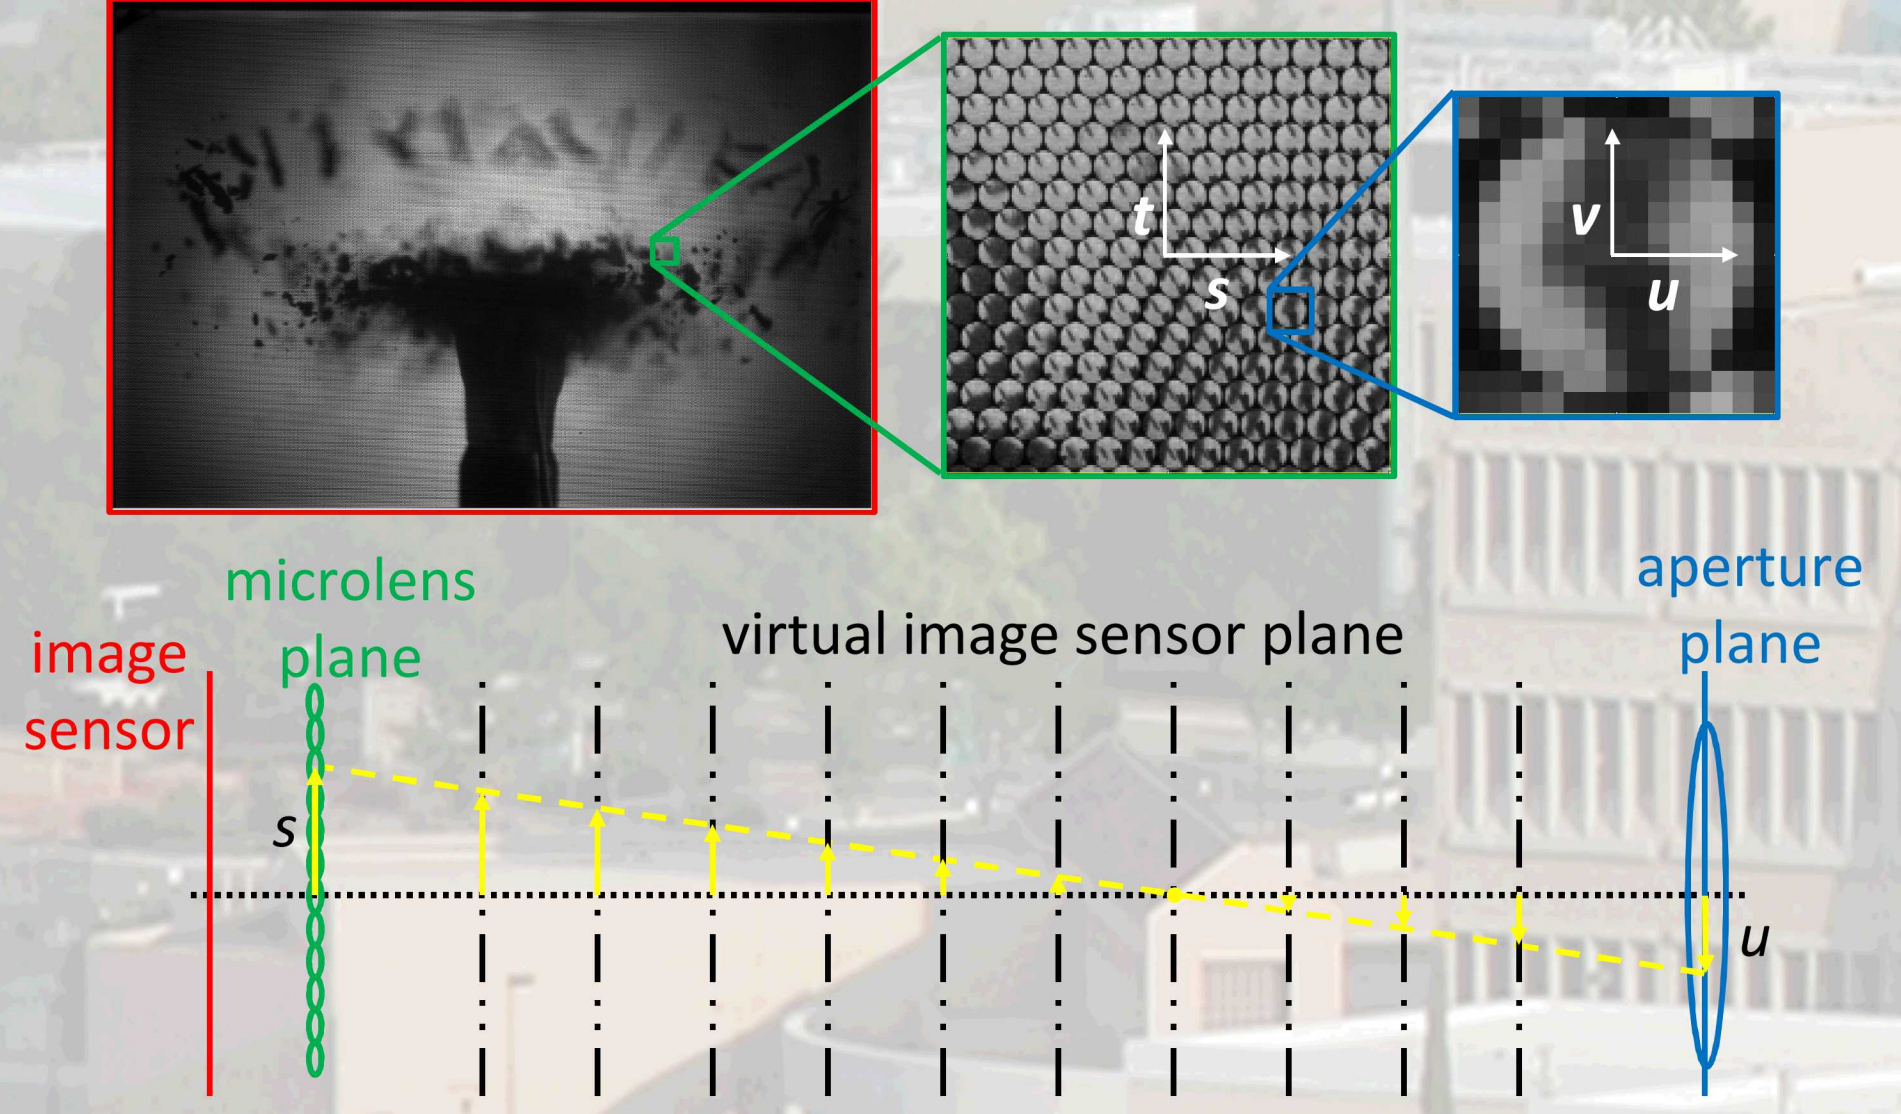 t
s
v
u
microlens
plane
image
sensor
virtual image sensor plane
aperture
plane
s
u